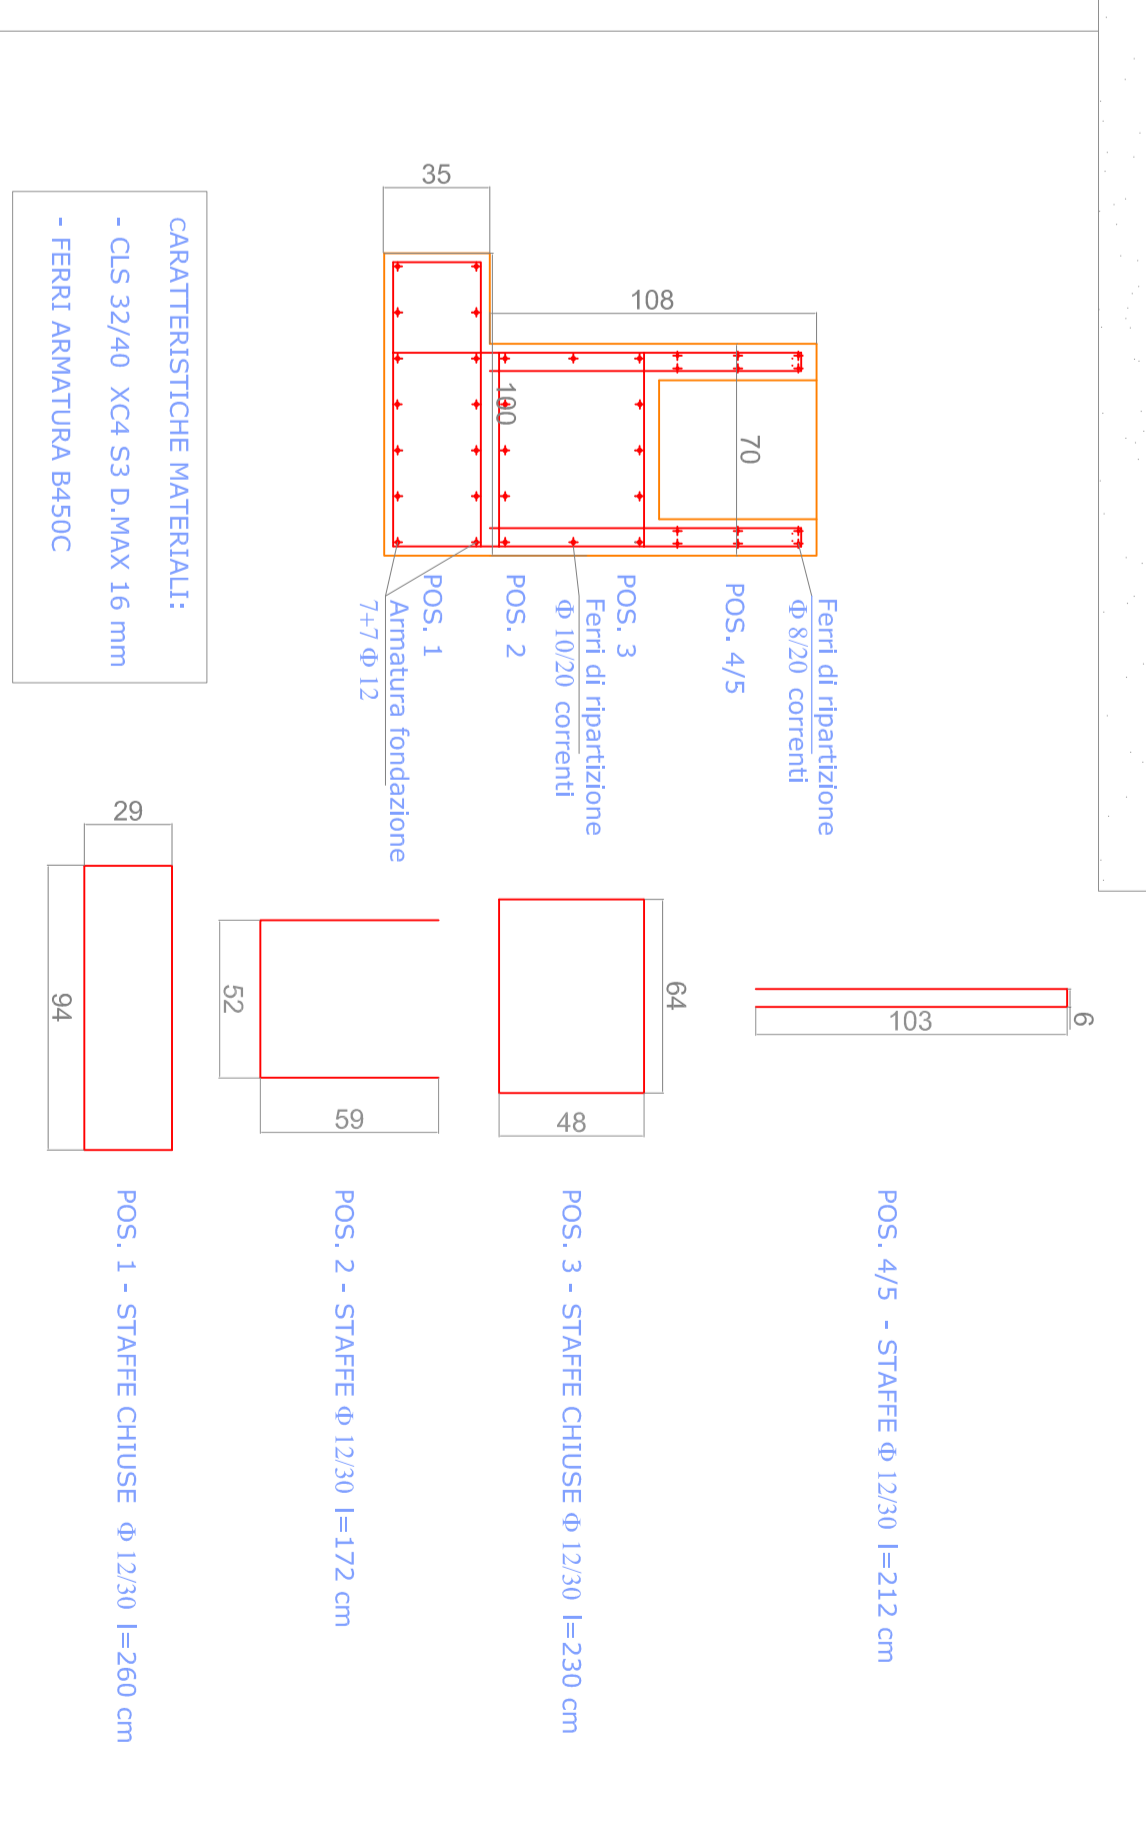 Ferri di ripartizione
Φ 8/20 correnti
POS. 4/5
POS. 3
Ferri di ripartizione
Φ 10/20 correnti
POS. 2
POS. 1
Armatura fondazione
7+7 Φ 12
35
108
100
70
CARATTERISTICHE MATERIALI:
- CLS 32/40 XC4 S3 D.MAX 16 mm
- FERRI ARMATURA B450C
6
103
POS. 4/5 - STAFFE Φ 12/30 l=212 cm
64
48
POS. 3 - STAFFE CHIUSE Φ 12/30 l=230 cm
52
59
POS. 2 - STAFFE Φ 12/30 l=172 cm
29
94
POS. 1 - STAFFE CHIUSE Φ 12/30 l=260 cm